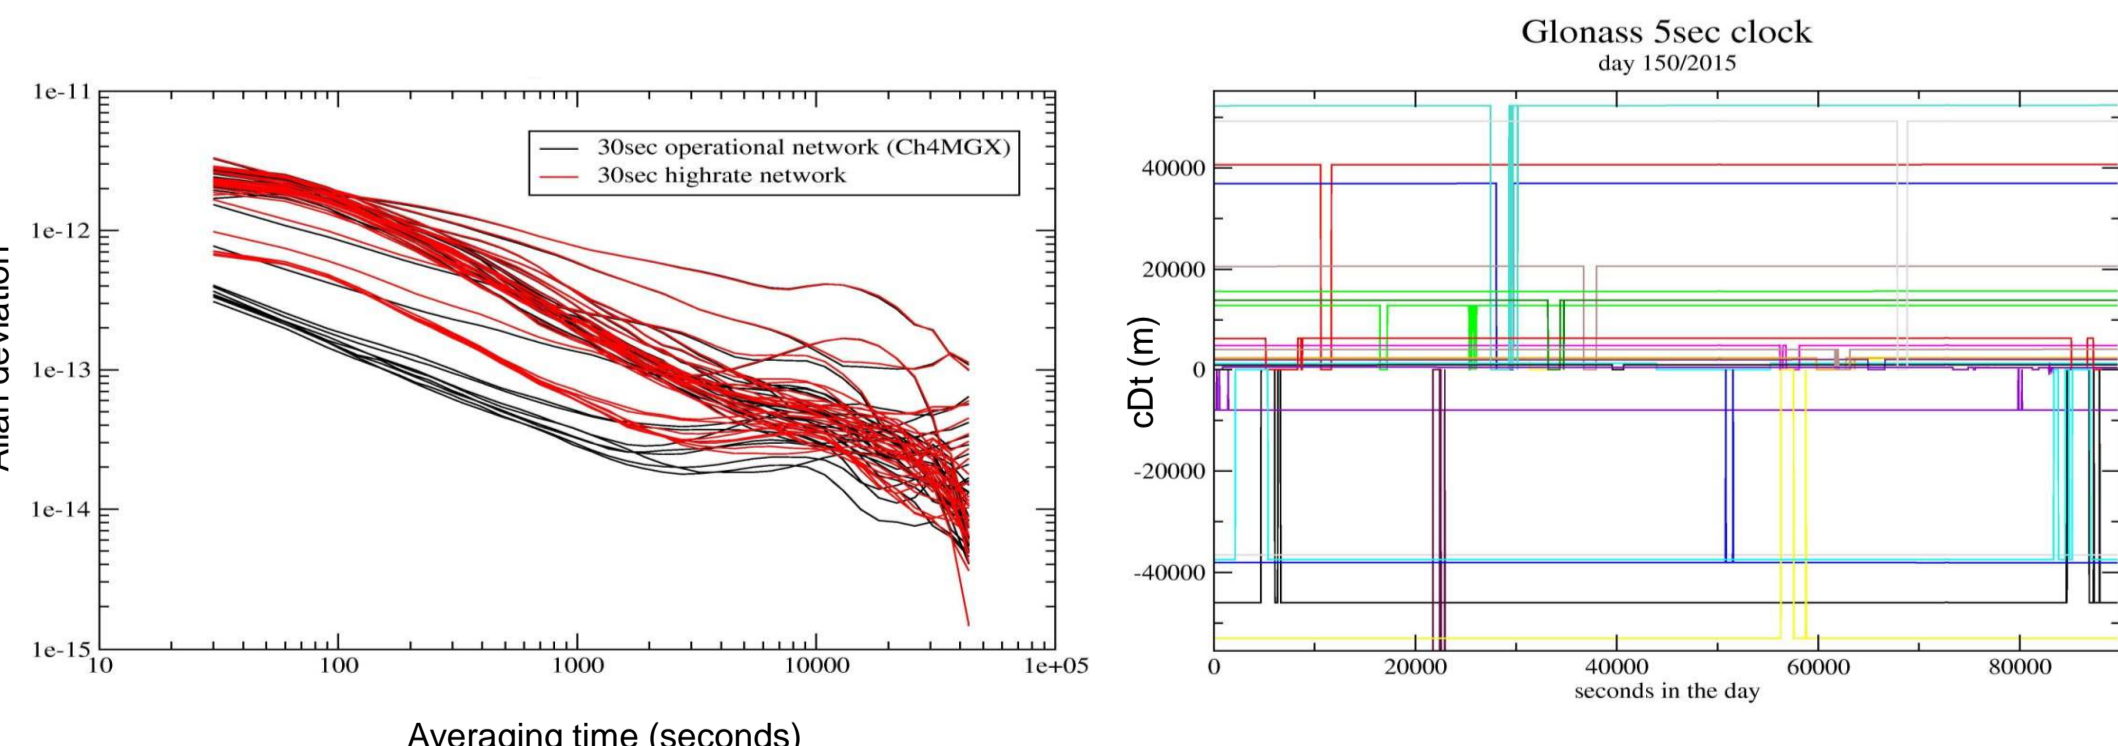 1e-11
1e-12
1e-13
1e-14
1e-15
10
100
1000
10000
1e+05
30sec operational network (Ch4MGX)
30sec highrate network
Averaging time (seconds)
Glonass 5sec clock
day 150/2015
cDt (m)
40000
20000
0
-20000
-40000
0
20000
40000
60000
80000
seconds in the day